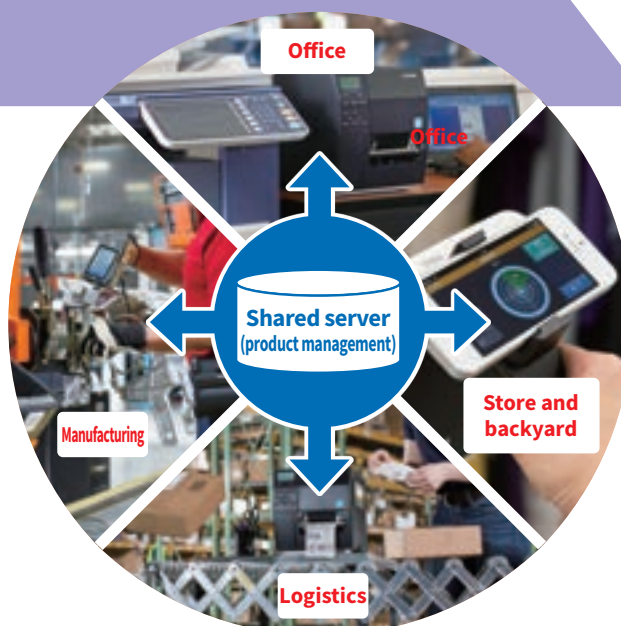 Office
Office
Shared server
(product management)
Manufacturing
Store and
backyard
Logistics